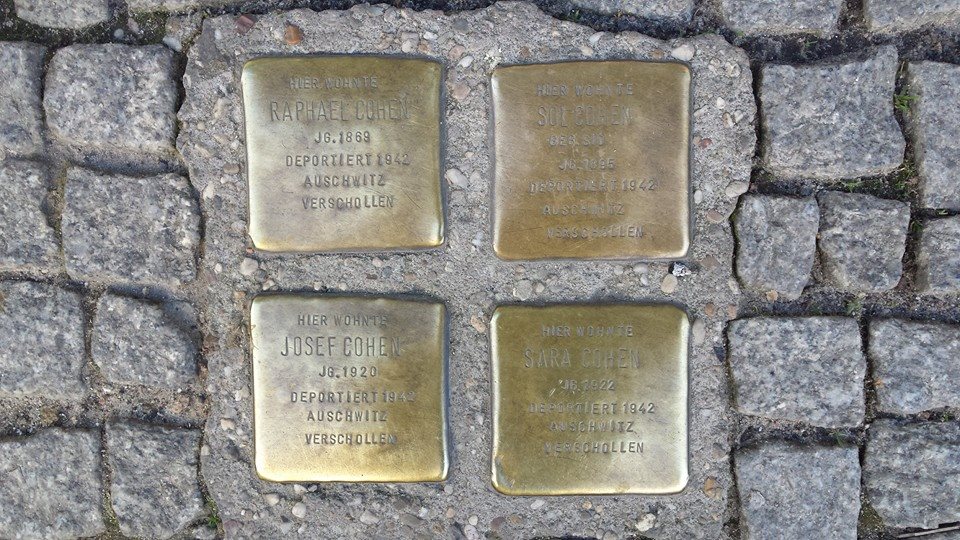 HIER WOHNTE
RAPHAEL COHEN
JG.1869
DEPORTIERT 1942
AUSCHWITZ
VERSCHOLLEN
HIER WOHNTE
SOL COHEN
GEB.
JG.
DEPORTIERT 1942
AUSCHWITZ
VERSCHOLLEN
HIER WOHNTE
JOSEF COHEN
JG.1920
DEPORTIERT 1942
AUSCHWITZ
VERSCHOLLEN
HIER WOHNTE
SARA COHEN
JG.1922
DEPORTIERT 1942
AUSCHWITZ
VERSCHOLLEN